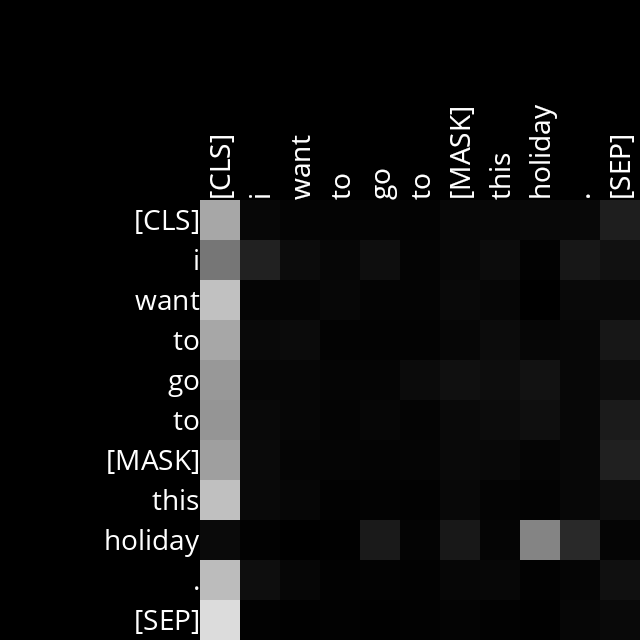 [CLS] i want to go to [MASK] this holiday . [SEP]
[CLS]
i
want
to
go
to
[MASK]
this
holiday
.
[SEP]